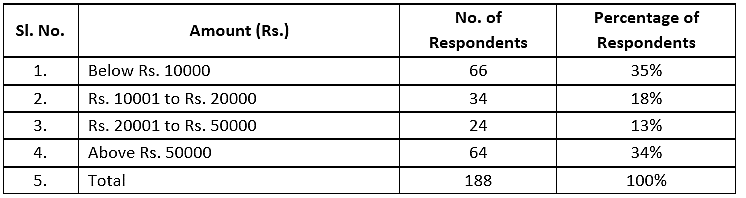 Sl. No. Amount (Rs.) No. of Respondents Percentage of Respondents
1. Below Rs. 10000 66 35%
2. Rs. 10001 to Rs. 20000 34 18%
3. Rs. 20001 to Rs. 50000 24 13%
4. Above Rs. 50000 64 34%
5. Total 188 100%